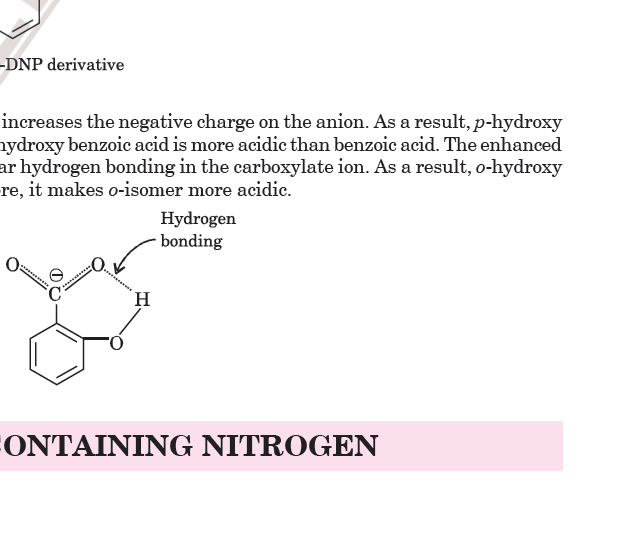 -DNP derivative
increases the negative charge on the anion. As a result, p-hydroxy
hydroxy benzoic acid is more acidic than benzoic acid. The enhanced
ar hydrogen bonding in the carboxylate ion. As a result, o-hydroxy
re, it makes o-isomer more acidic.
Hydrogen
bonding
O ⊖ O
C H
O
CONTAINING NITROGEN